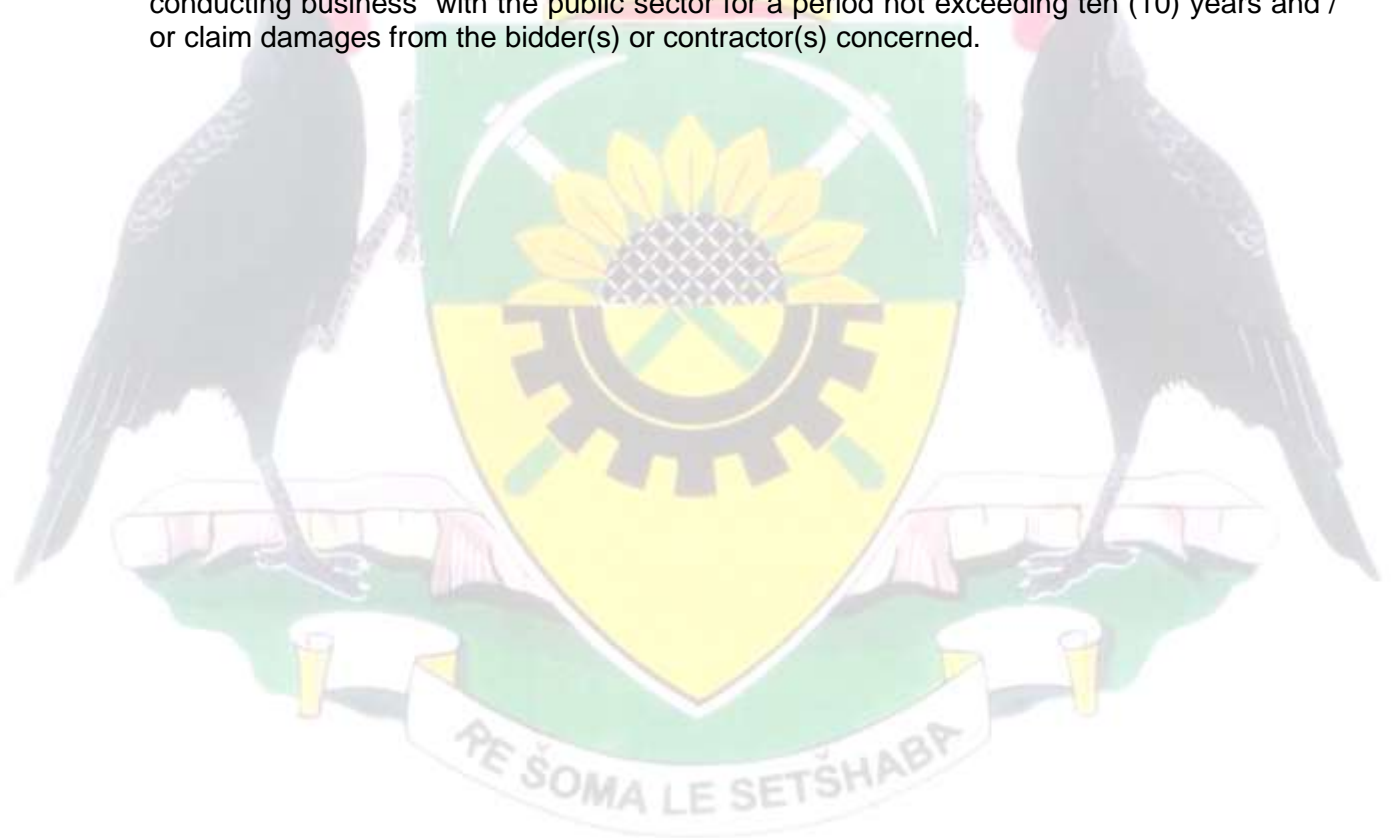 conducting business with the public sector for a period not exceeding ten (10) years and /
or claim damages from the bidder(s) or contractor(s) concerned.
RE ŠOMA LE SETŠHABA